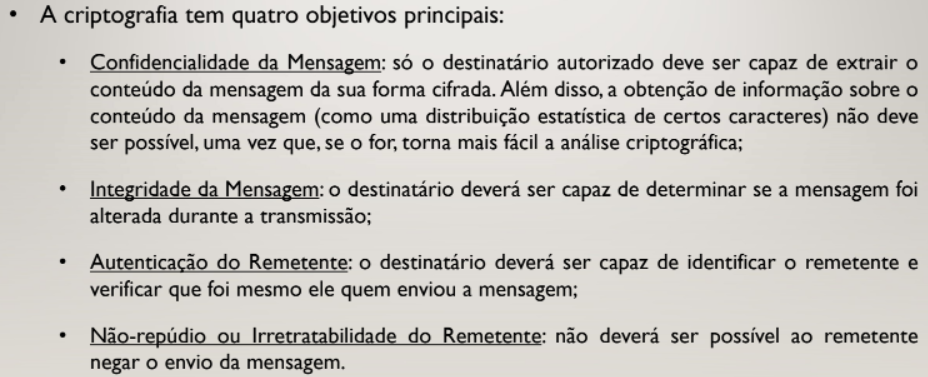 • A criptografia tem quatro objetivos principais:
• Confidencialidade da Mensagem: só o destinatário autorizado deve ser capaz de extrair o
conteúdo da mensagem da sua forma cifrada. Além disso, a obtenção de informação sobre o
conteúdo da mensagem (como uma distribuição estatística de certos caracteres) não deve
ser possível, uma vez que, se o for, torna mais fácil a análise criptográfica;
• Integridade da Mensagem: o destinatário deverá ser capaz de determinar se a mensagem foi
alterada durante a transmissão;
• Autenticação do Remetente: o destinatário deverá ser capaz de identificar o remetente e
verificar que foi mesmo ele quem enviou a mensagem;
• Não-repúdio ou Irretratabilidade do Remetente: não deverá ser possível ao remetente
negar o envio da mensagem.